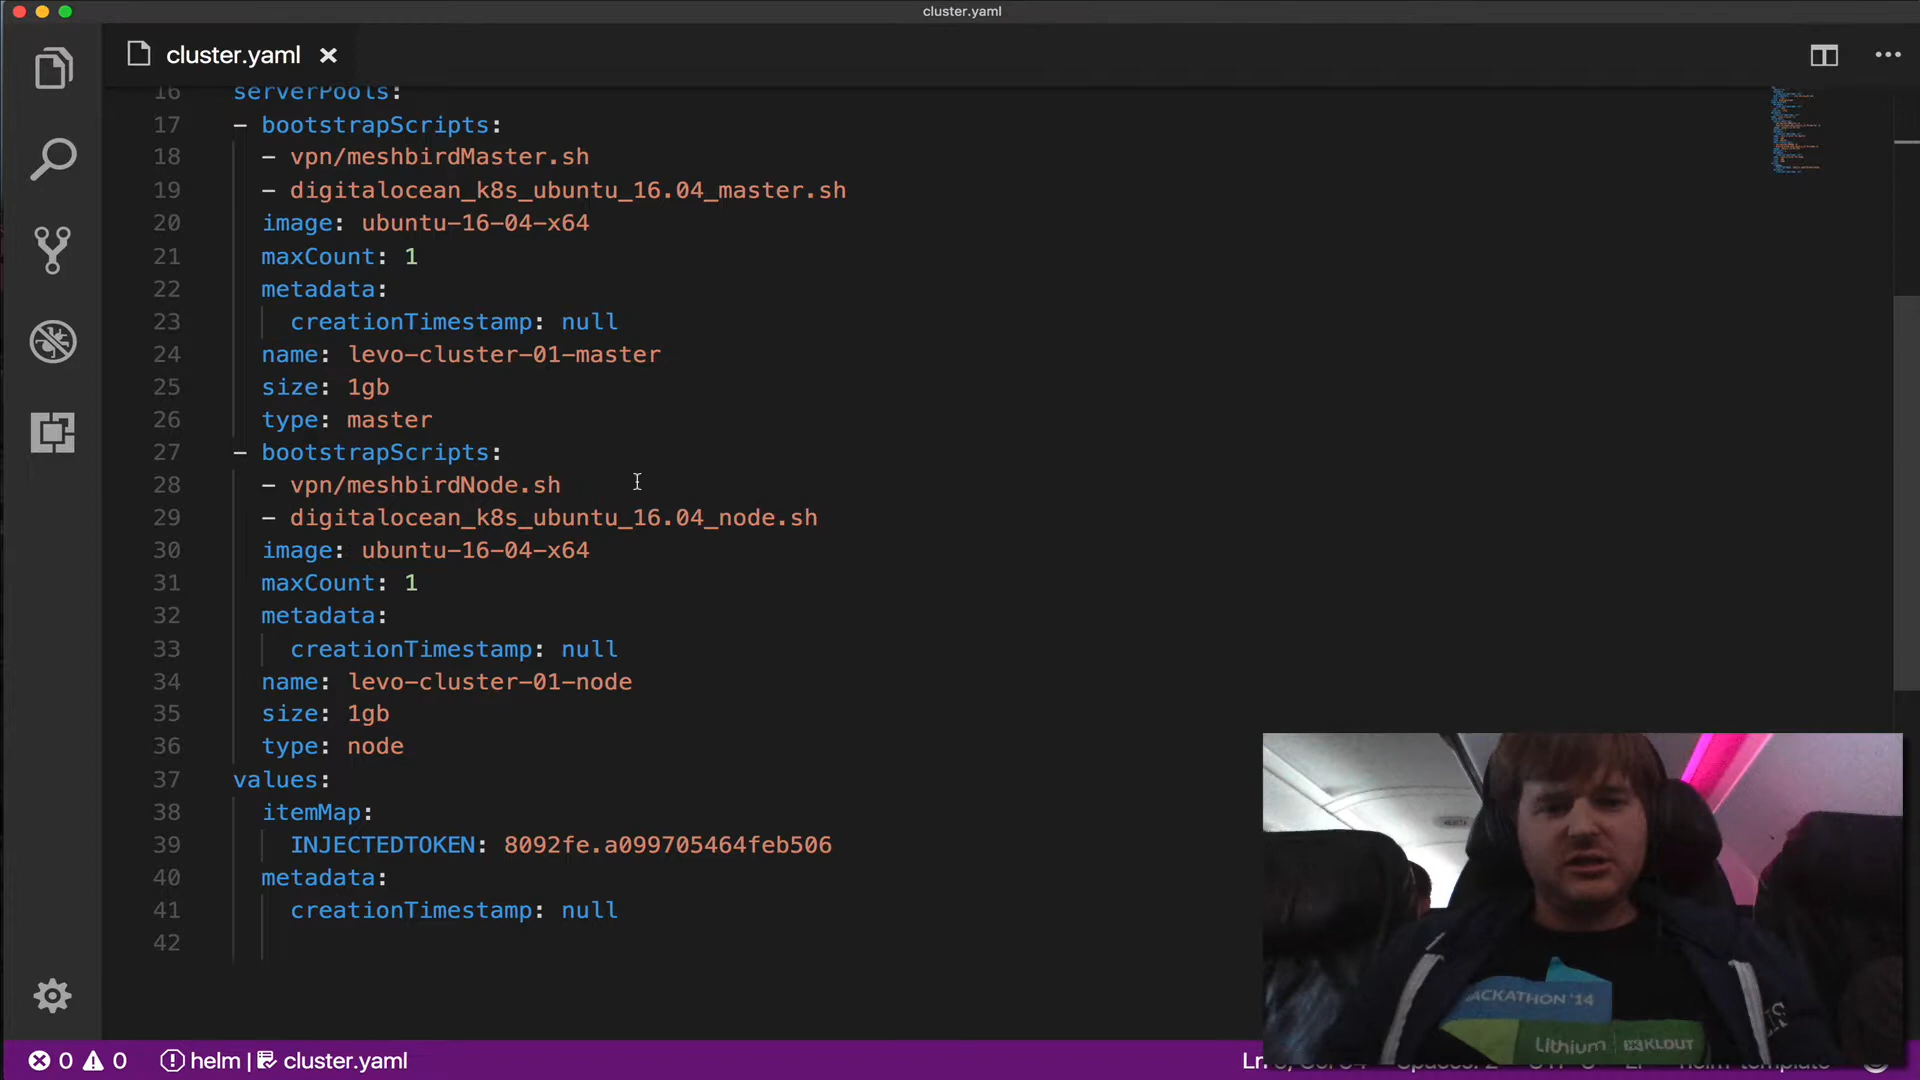 cluster.yaml
cluster.yaml
16 serverPools:
17 - bootstrapScripts:
18 - vpn/meshbirdMaster.sh
19 - digitalocean_k8s_ubuntu_16.04_master.sh
20 image: ubuntu-16-04-x64
21 maxCount: 1
22 metadata:
23 creationTimestamp: null
24 name: levo-cluster-01-master
25 size: 1gb
26 type: master
27 - bootstrapScripts:
28 - vpn/meshbirdNode.sh
29 - digitalocean_k8s_ubuntu_16.04_node.sh
30 image: ubuntu-16-04-x64
31 maxCount: 1
32 metadata:
33 creationTimestamp: null
34 name: levo-cluster-01-node
35 size: 1gb
36 type: node
37 values:
38 itemMap:
39 INJECTEDTOKEN: 8092fe.a099705464feb506
40 metadata:
41 creationTimestamp: null
42
ACKATHON '14
Lithium | KLOUT
0 0 helm | cluster.yaml